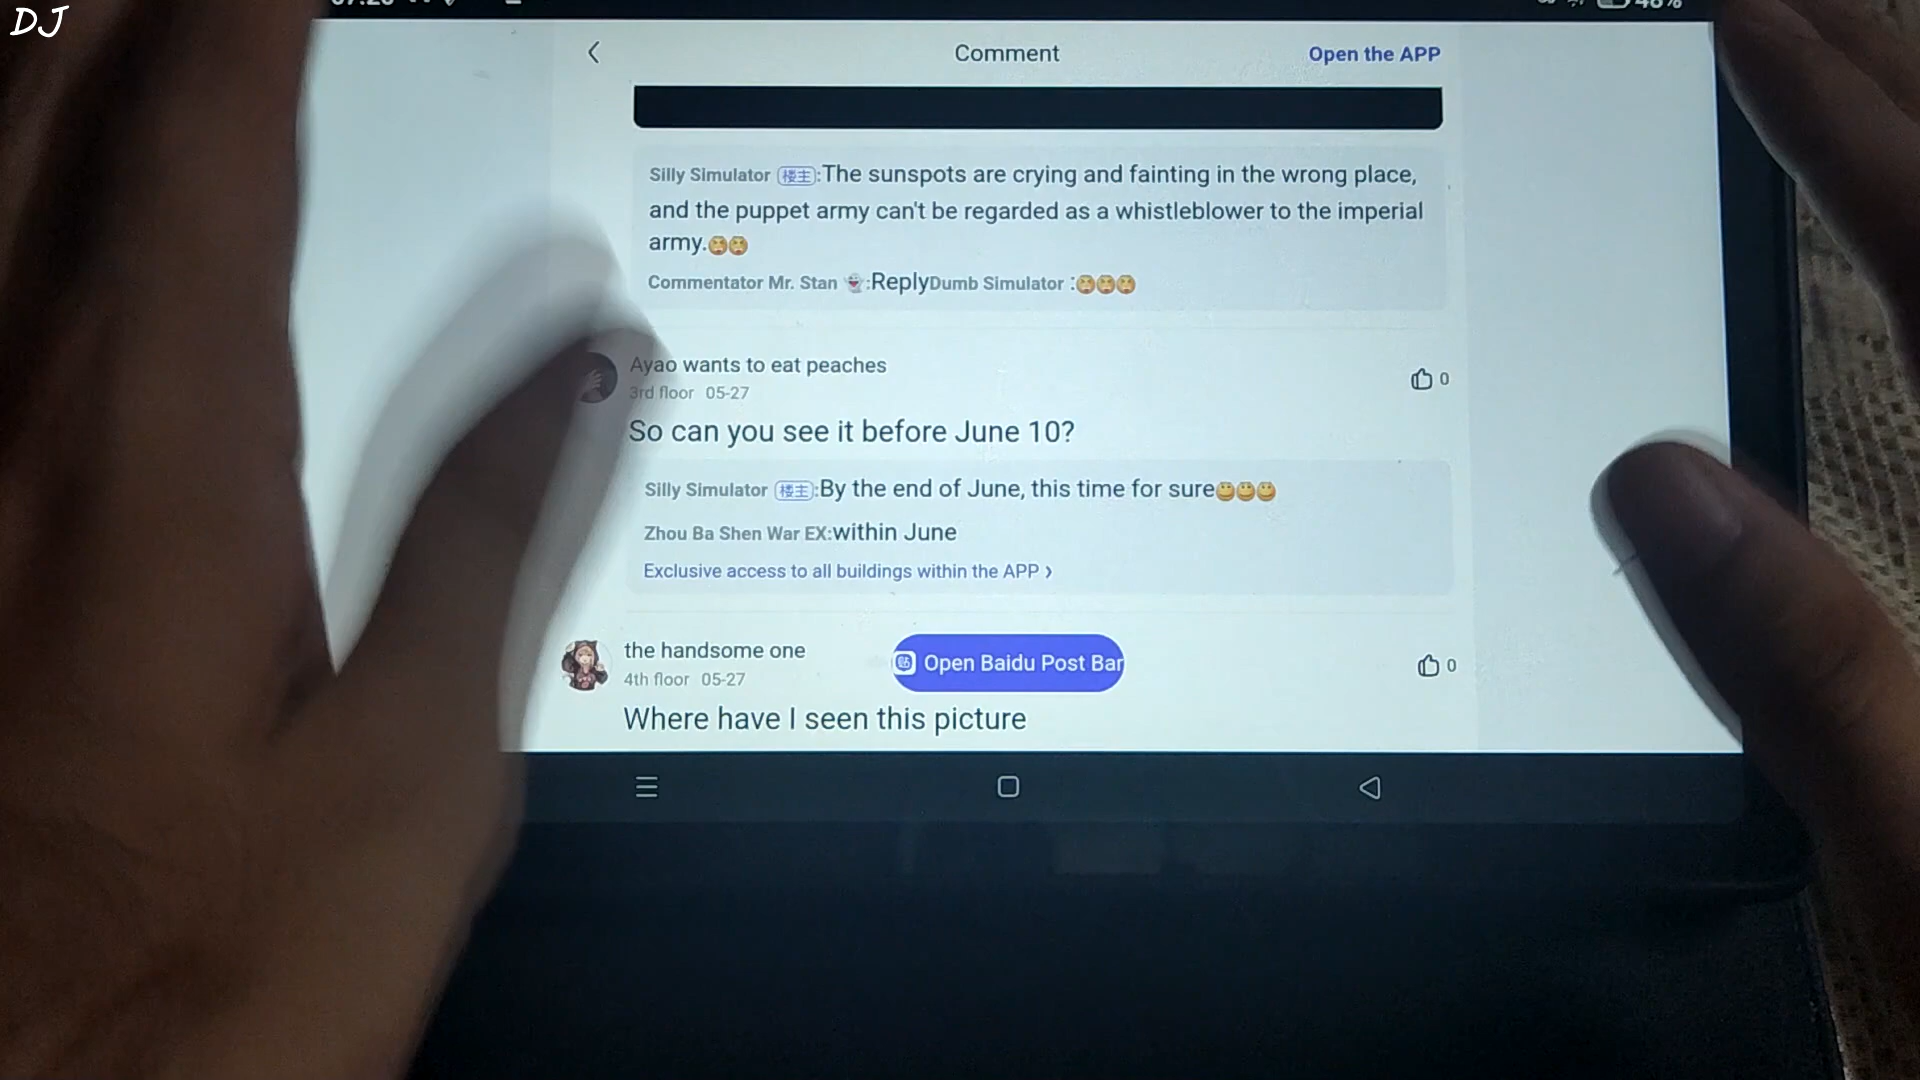 DJ
48%
Comment
Open the APP
Silly Simulator 楼主:The sunspots are crying and fainting in the wrong place,
and the puppet army can't be regarded as a whistleblower to the imperial
army.
Commentator Mr. Stan :ReplyDumb Simulator :
Ayao wants to eat peaches
3rd floor 05-27
0
So can you see it before June 10?
Silly Simulator 楼主:By the end of June, this time for sure
Zhou Ba Shen War EX:within June
Exclusive access to all buildings within the APP ›
the handsome one
4th floor 05-27
贴 Open Baidu Post Bar
0
Where have I seen this picture